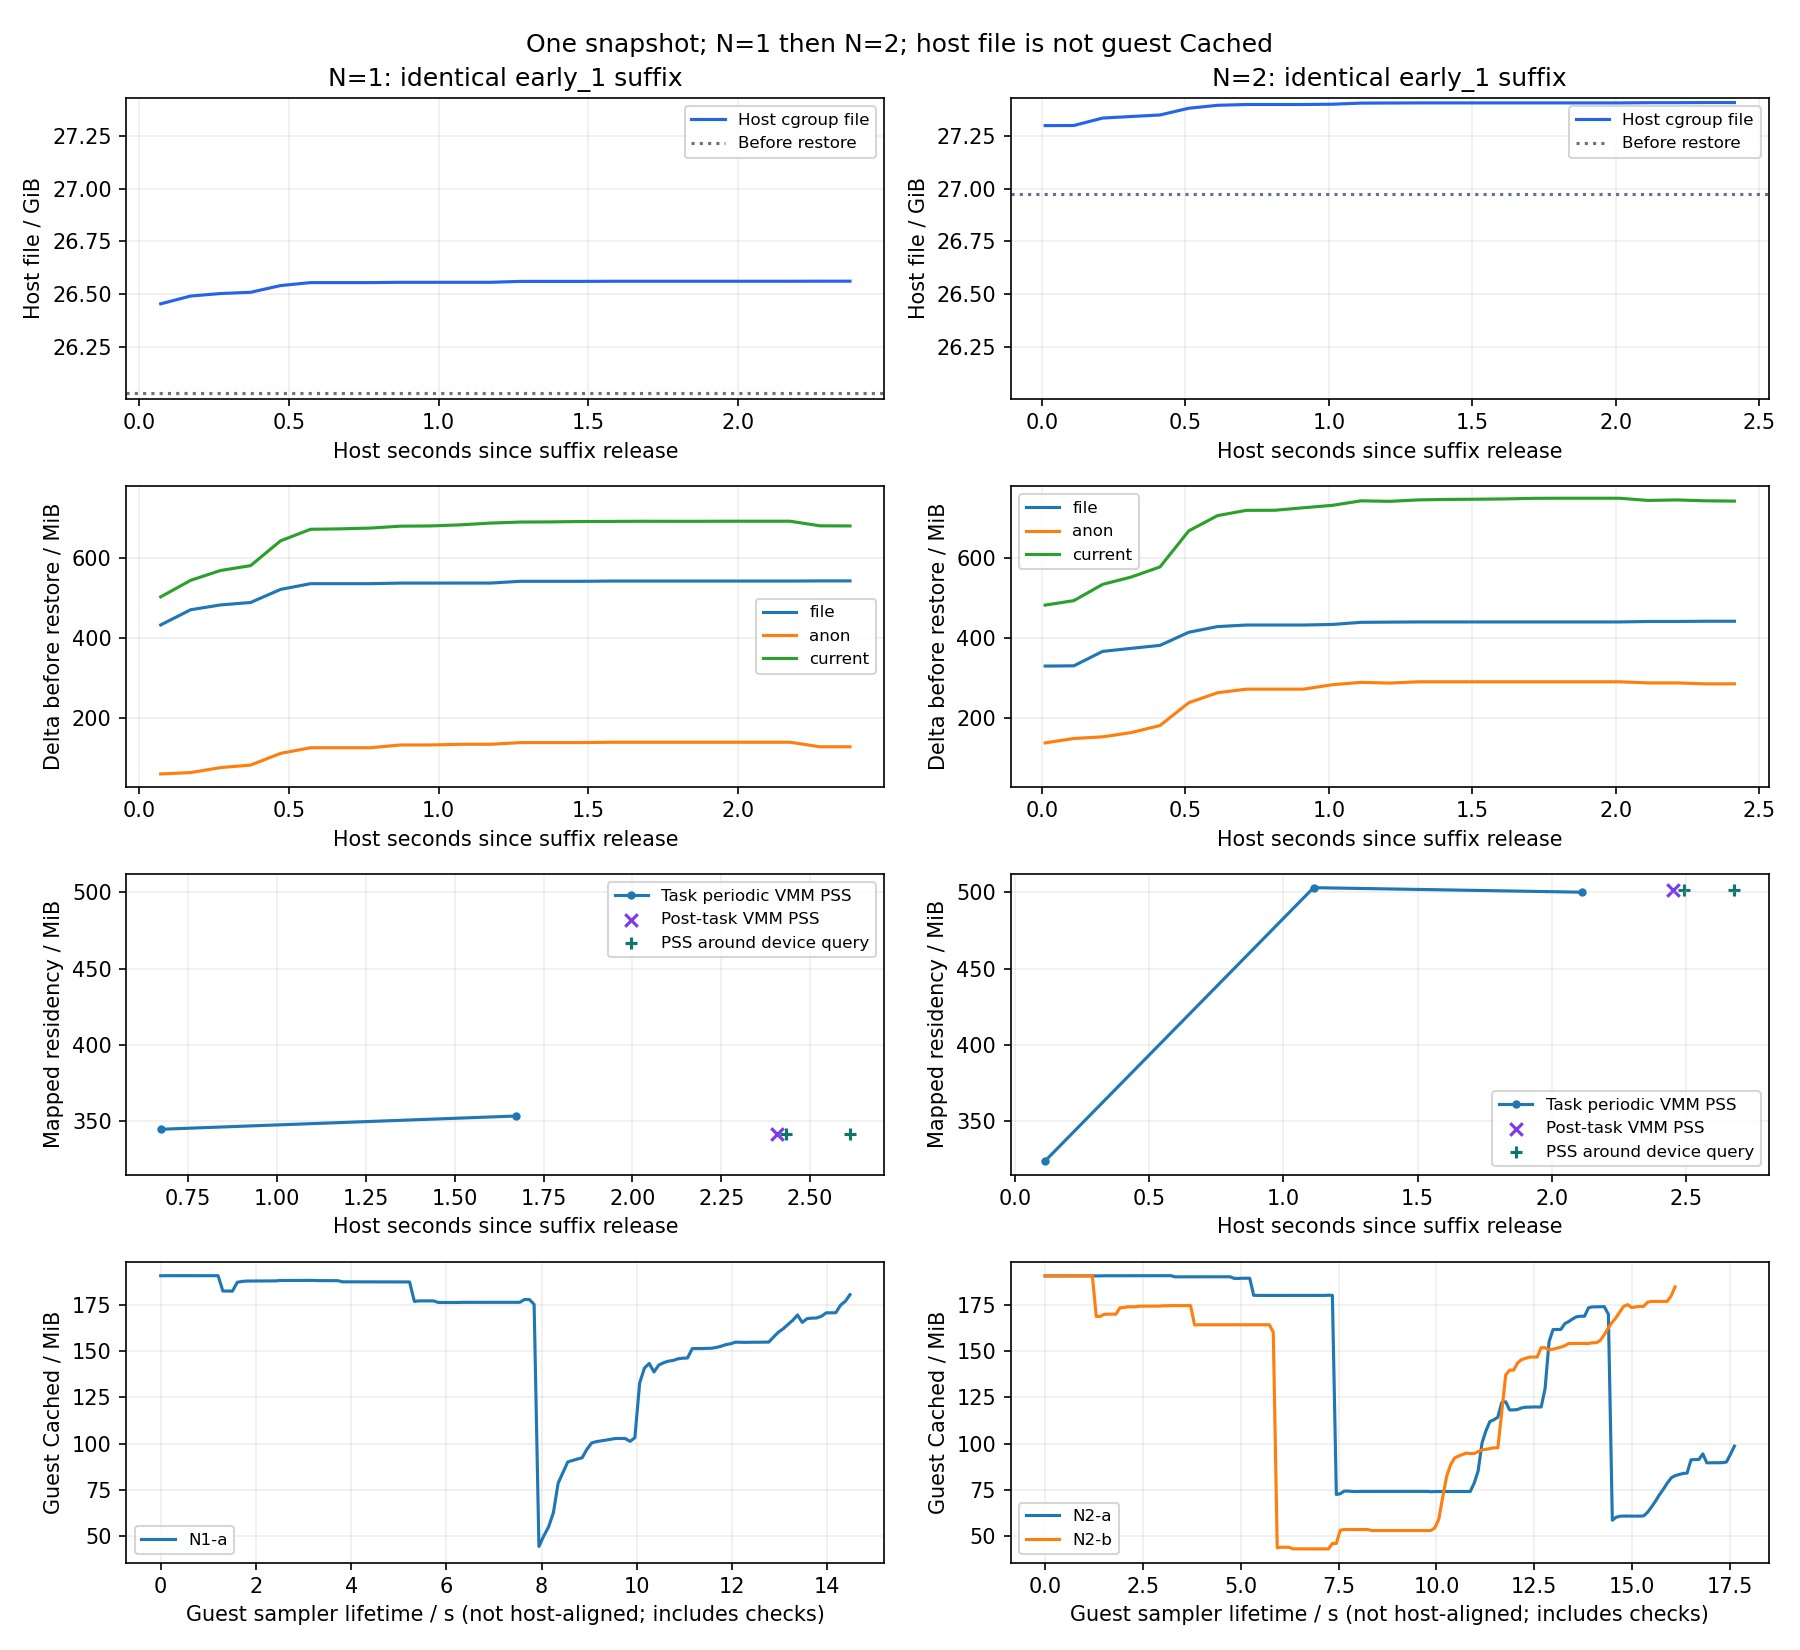 One snapshot; N=1 then N=2; host file is not guest Cached
N=1: identical early_1 suffix
Host file / GiB
27.25
27.00
26.75
26.50
26.25
Host cgroup file
Before restore
0.0 0.5 1.0 1.5 2.0
Host seconds since suffix release
N=2: identical early_1 suffix
Host file / GiB
27.25
27.00
26.75
26.50
26.25
Host cgroup file
Before restore
0.0 0.5 1.0 1.5 2.0 2.5
Host seconds since suffix release
Delta before restore / MiB
600
400
200
file
anon
current
0.0 0.5 1.0 1.5 2.0
Host seconds since suffix release
Delta before restore / MiB
600
400
200
file
anon
current
0.0 0.5 1.0 1.5 2.0 2.5
Host seconds since suffix release
Mapped residency / MiB
500
450
400
350
Task periodic VMM PSS
Post-task VMM PSS
PSS around device query
0.75 1.00 1.25 1.50 1.75 2.00 2.25 2.50
Host seconds since suffix release
Mapped residency / MiB
500
450
400
350
Task periodic VMM PSS
Post-task VMM PSS
PSS around device query
0.0 0.5 1.0 1.5 2.0 2.5
Host seconds since suffix release
Guest Cached / MiB
175
150
125
100
75
50
N1-a
0 2 4 6 8 10 12 14
Guest sampler lifetime / s (not host-aligned; includes checks)
Guest Cached / MiB
175
150
125
100
75
50
N2-a
N2-b
0.0 2.5 5.0 7.5 10.0 12.5 15.0 17.5
Guest sampler lifetime / s (not host-aligned; includes checks)